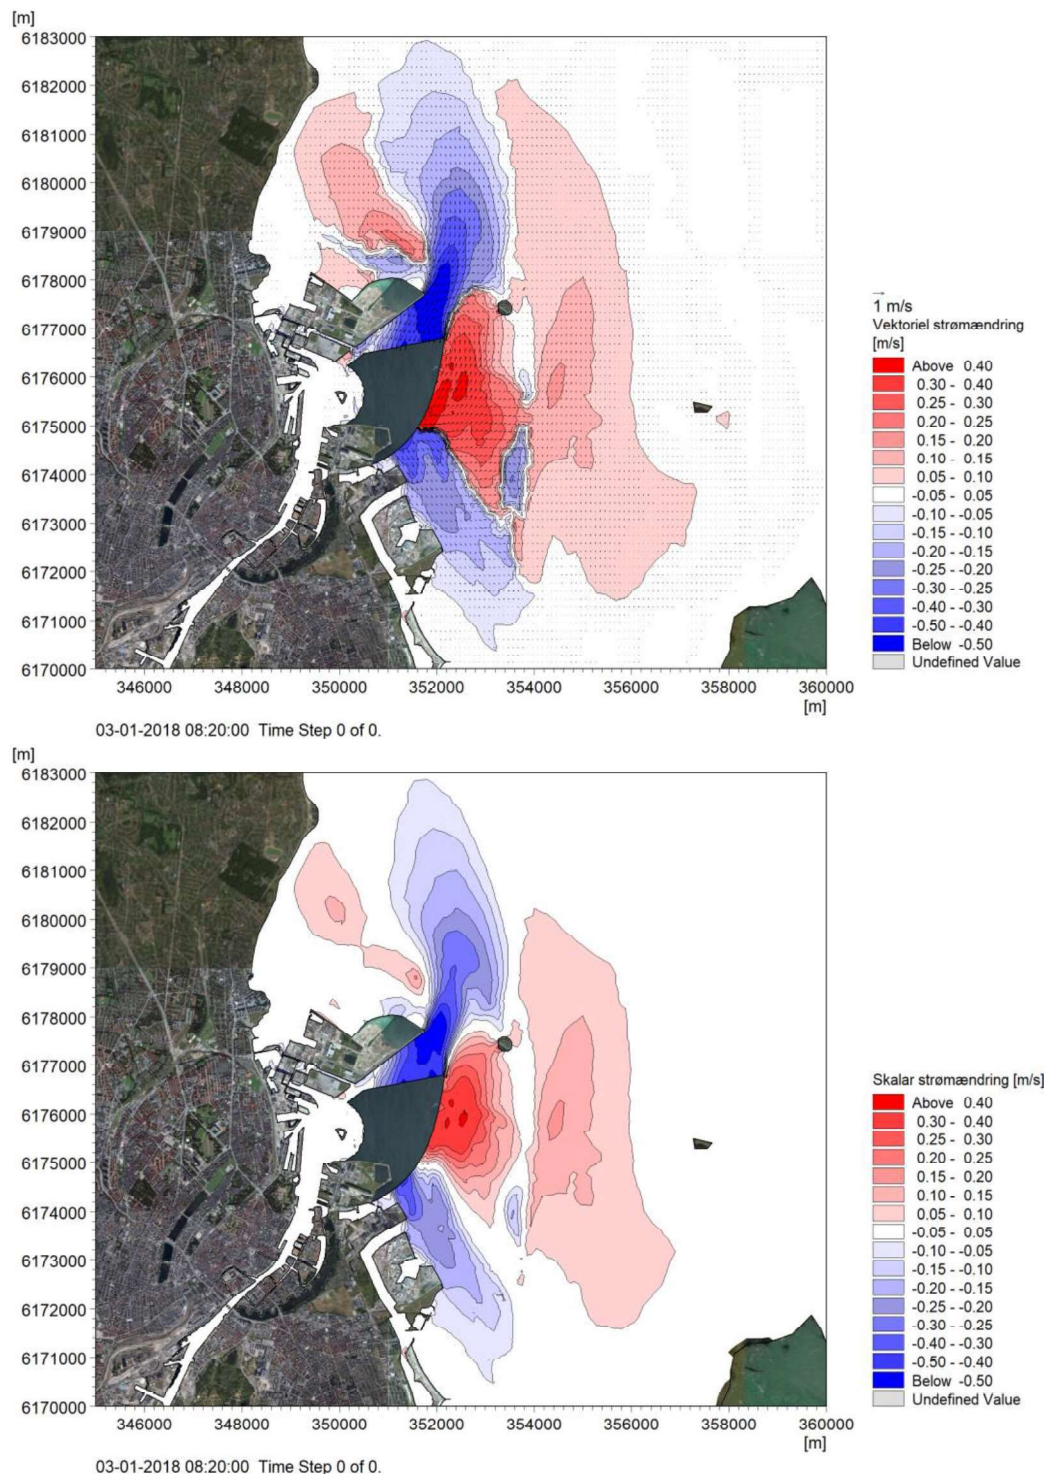 [m]
6183000
6182000
6181000
6180000
6179000
6178000
6177000
6176000
6175000
6174000
6173000
6172000
6171000
6170000
346000 348000 350000 352000 354000 356000 358000 360000
[m]
1 m/s
Vektoriel strømændring
[m/s]
Above 0.40
0.30 - 0.40
0.25 - 0.30
0.20 - 0.25
0.15 - 0.20
0.10 - 0.15
0.05 - 0.10
-0.05 - 0.05
-0.10 - -0.05
-0.15 - -0.10
-0.20 - -0.15
-0.25 - -0.20
-0.30 - -0.25
-0.40 - -0.30
-0.50 - -0.40
Below -0.50
Undefined Value
03-01-2018 08:20:00 Time Step 0 of 0.
[m]
6183000
6182000
6181000
6180000
6179000
6178000
6177000
6176000
6175000
6174000
6173000
6172000
6171000
6170000
346000 348000 350000 352000 354000 356000 358000 360000
[m]
Skalar strømændring [m/s]
Above 0.40
0.30 - 0.40
0.25 - 0.30
0.20 - 0.25
0.15 - 0.20
0.10 - 0.15
0.05 - 0.10
-0.05 - 0.05
-0.10 - -0.05
-0.15 - -0.10
-0.20 - -0.15
-0.25 - -0.20
-0.30 - -0.25
-0.40 - -0.30
-0.50 - -0.40
Below -0.50
Undefined Value
03-01-2018 08:20:00 Time Step 0 of 0.